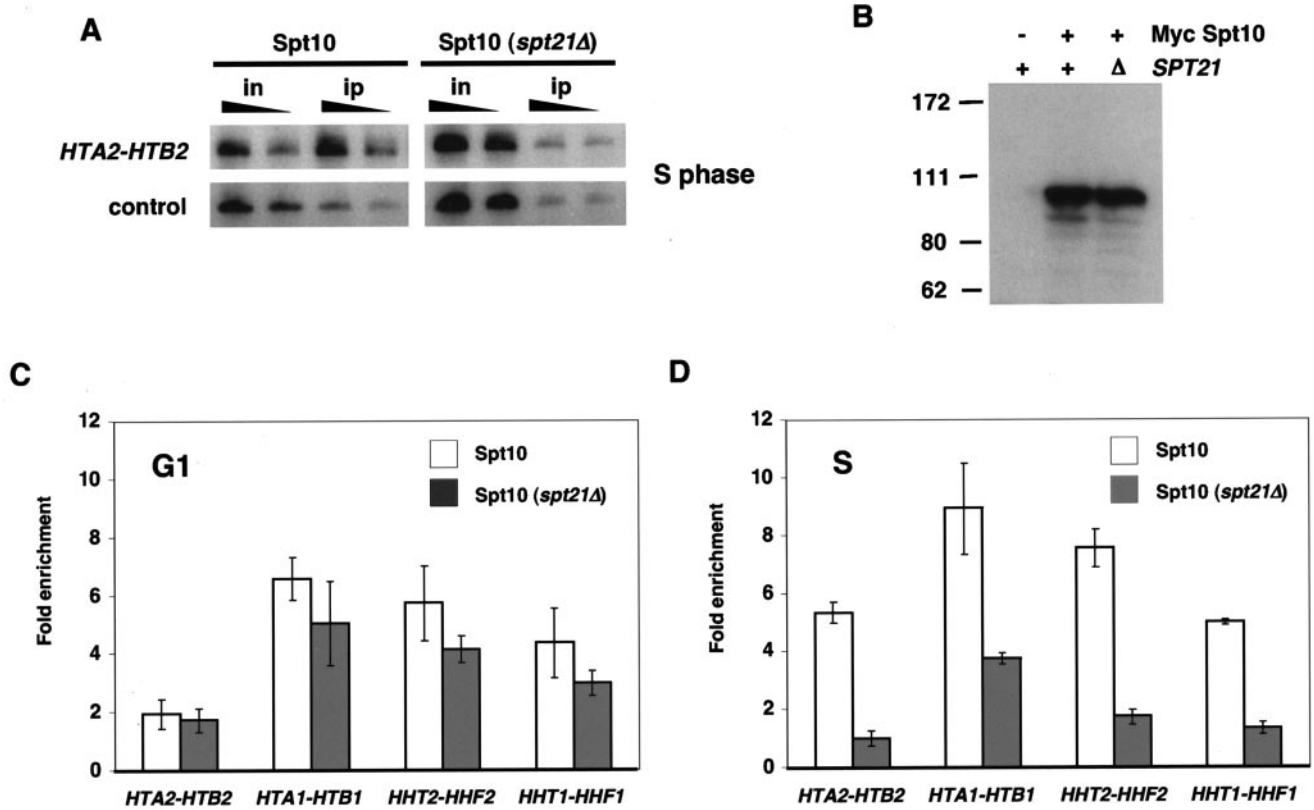 A
Spt10 Spt10 (spt21Δ)
in ip in ip
HTA2-HTB2
control
S phase
B
- + + Myc Spt10
+ + Δ SPT21
172
111
80
62
C
12
10
8
6
4
2
0
Fold enrichment
G1
Spt10
Spt10 (spt21Δ)
HTA2-HTB2 HTA1-HTB1 HHT2-HHF2 HHT1-HHF1
D
12
10
8
6
4
2
0
Fold enrichment
S
Spt10
Spt10 (spt21Δ)
HTA2-HTB2 HTA1-HTB1 HHT2-HHF2 HHT1-HHF1